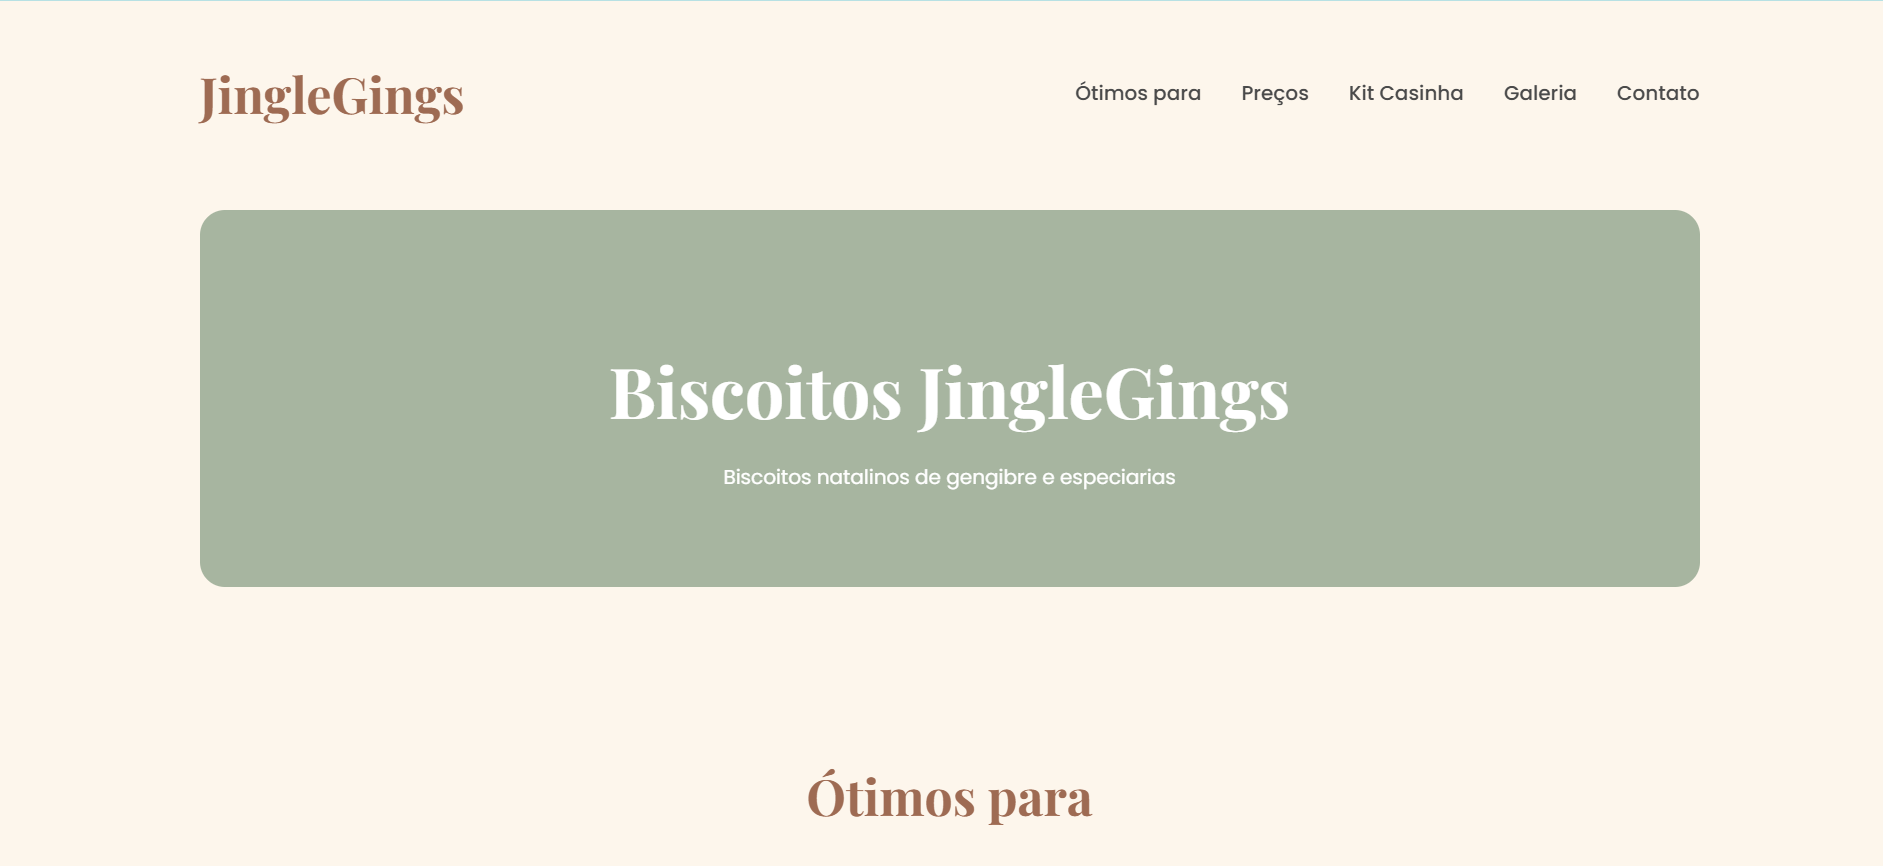 JingleGings
Ótimos para Preços Kit Casinha Galeria Contato
Biscoitos JingleGings
Biscoitos natalinos de gengibre e especiarias
Ótimos para